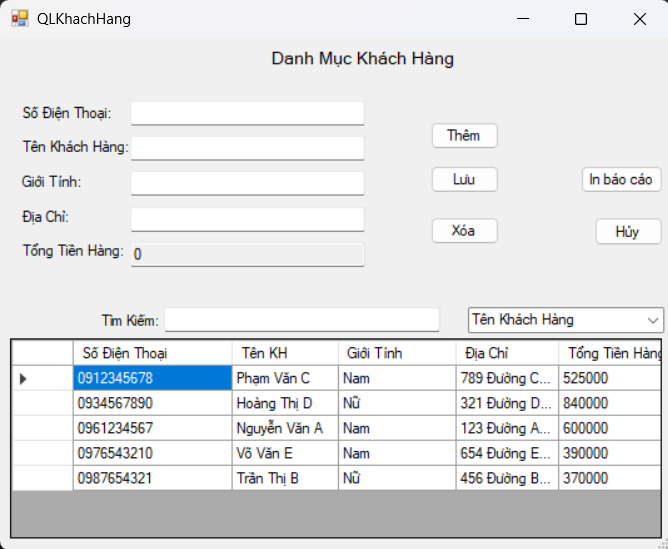 QLKhachHang
Danh Mục Khách Hàng
Số Điện Thoại:
Tên Khách Hàng:
Giới Tính:
Địa Chỉ:
Tổng Tiền Hàng: 0
Thêm
Lưu
Xóa
In báo cáo
Hủy
Tìm Kiếm: Tên Khách Hàng
Số Điện Thoại Tên KH Giới Tính Địa Chỉ Tổng Tiền Hàng
0912345678 Phạm Văn C Nam 789 Đường C... 525000
0934567890 Hoàng Thị D Nữ 321 Đường D... 840000
0961234567 Nguyễn Văn A Nam 123 Đường A... 600000
0976543210 Võ Văn E Nam 654 Đường E... 390000
0987654321 Trần Thị B Nữ 456 Đường B... 370000